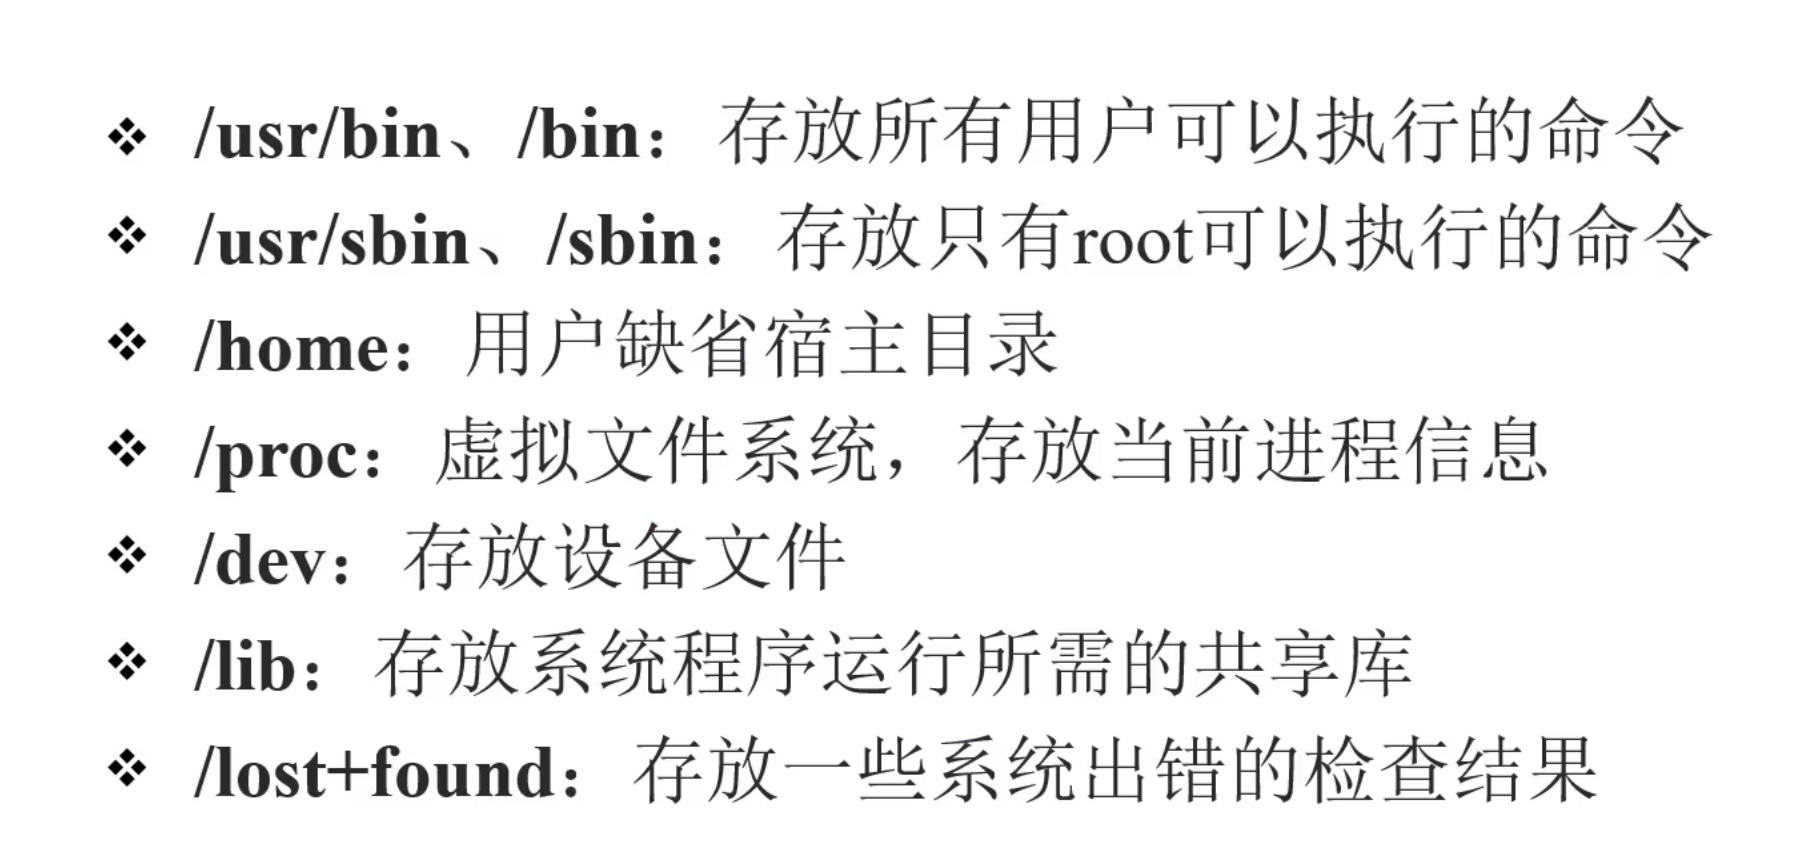 ❖ /usr/bin、/bin：存放所有用户可以执行的命令
❖ /usr/sbin、/sbin：存放只有root可以执行的命令
❖ /home：用户缺省宿主目录
❖ /proc：虚拟文件系统，存放当前进程信息
❖ /dev：存放设备文件
❖ /lib：存放系统程序运行所需的共享库
❖ /lost+found：存放一些系统出错的检查结果